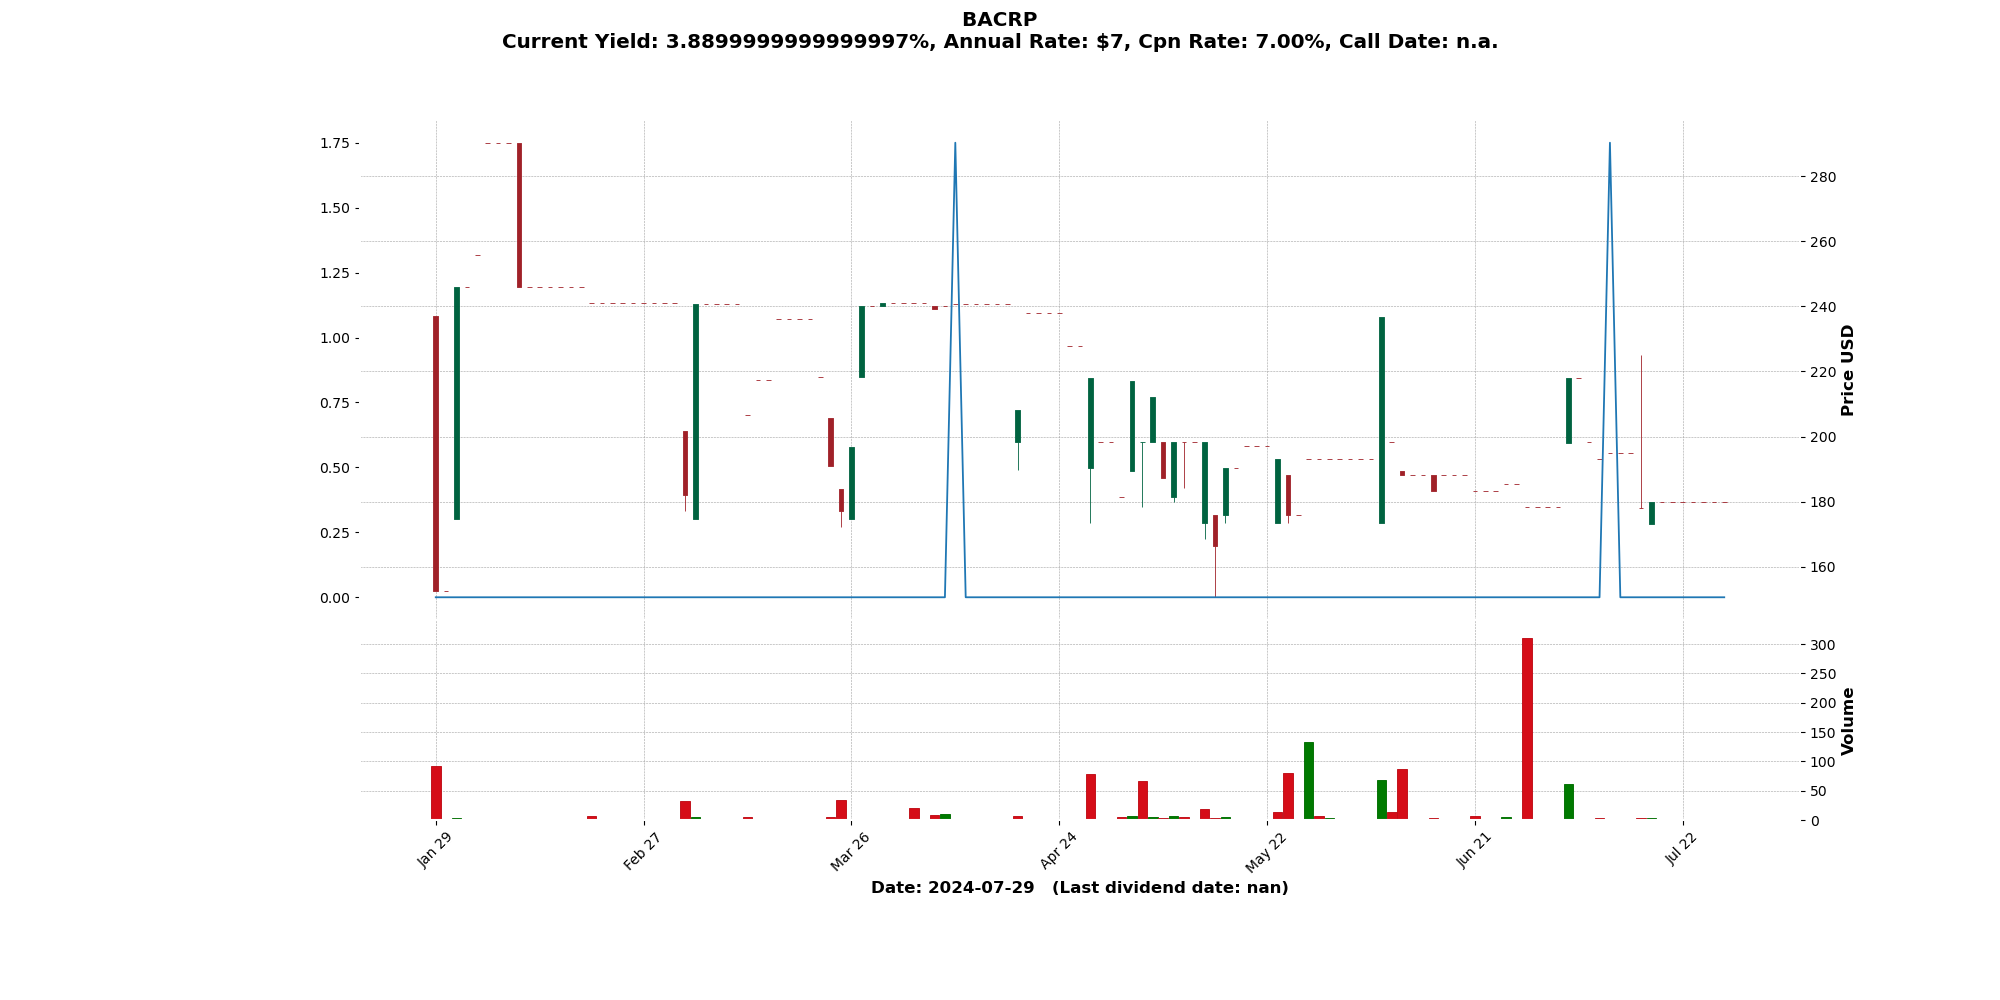 BACRP
Current Yield: 3.8899999999999997%, Annual Rate: $7, Cpn Rate: 7.00%, Call Date: n.a.
1.75
1.50
1.25
1.00
0.75
0.50
0.25
0.00
280
260
240
220
200
180
160
Price USD
300
250
200
150
100
50
0
Volume
Jan 29
Feb 27
Mar 26
Apr 24
May 22
Jun 21
Jul 22
Date: 2024-07-29 (Last dividend date: nan)